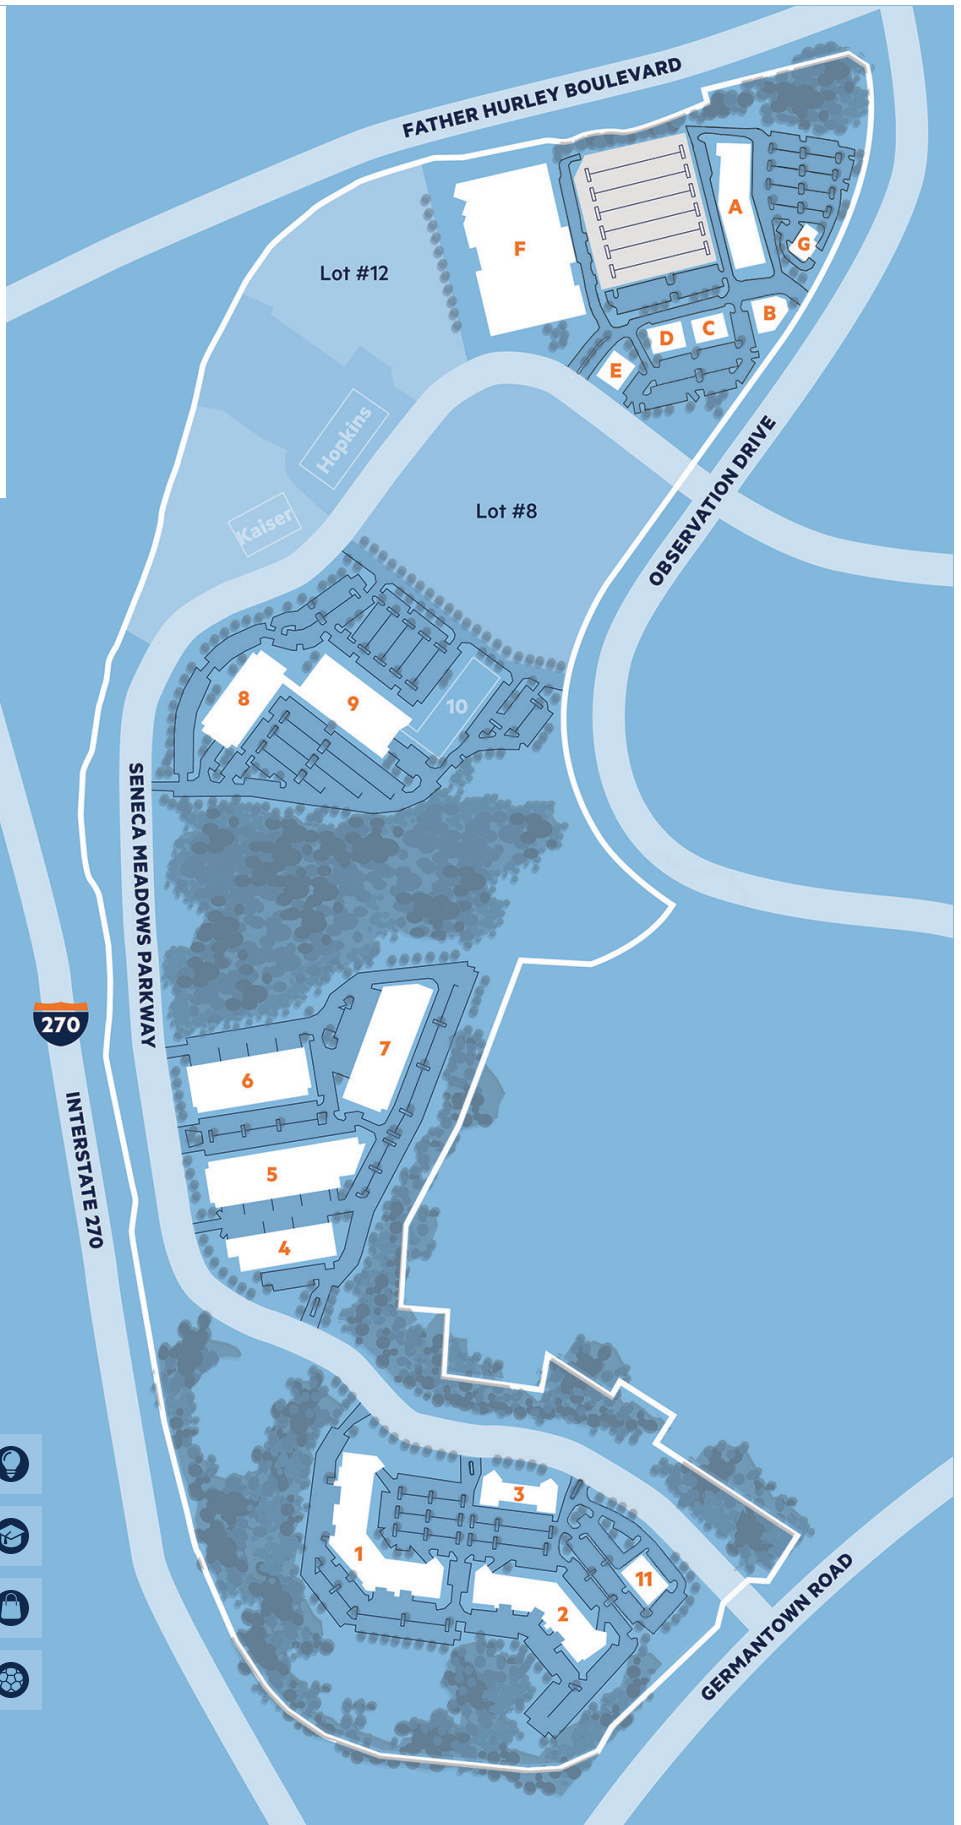 FATHER HURLEY BOULEVARD
A
G
F
Lot #12
B
C
D
E
Hopkins
OBSERVATION DRIVE
Lot #8
Kaiser
8
9
10
SENECA MEADOWS PARKWAY
270
7
6
INTERSTATE 270
5
4
3
1
11
2
GERMANTOWN ROAD